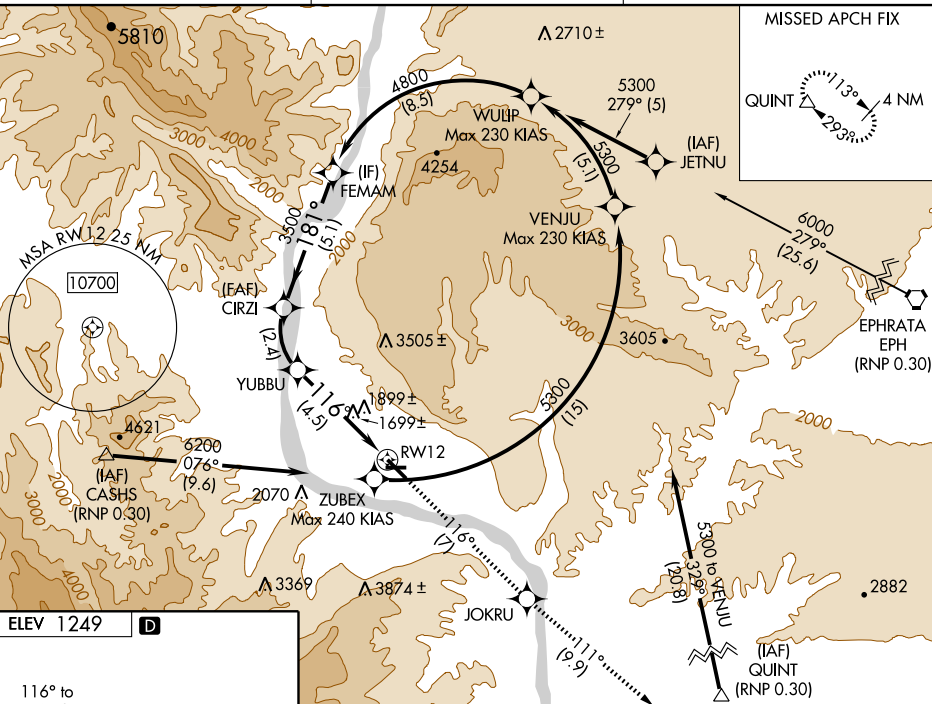 MISSED APCH FIX
5810
2710 ±
4800
(8.5)
5300
279° (5)
QUINT
113°
4 NM
293°
WULIP
Max 230 KIAS
(IAF)
JETNU
3000
4000
2000
4254
5300
(5.1)
(IF)
FEMAM
3500
181°
(5.1)
2000
VENJU
Max 230 KIAS
6000
279°
(25.6)
MSA RW12 25 NM
10700
(FAF)
CIRZI
(2.4)
3505 ±
3000
3605
EPHRATA
EPH
(RNP 0.30)
YUBBU
116°
(4.5)
1899 ±
1699 ±
5300
(15)
2000
4621
6200
076°
(9.6)
(IAF)
CASHS
(RNP 0.30)
2000
3000
RW12
2070
ZUBEX
Max 240 KIAS
116°
(7)
5300 to VENJU
329°
(20.8)
4000
3369
3874 ±
JOKRU
2882
ELEV 1249
D
111°
(9.9)
(IAF)
QUINT
(RNP 0.30)
116° to